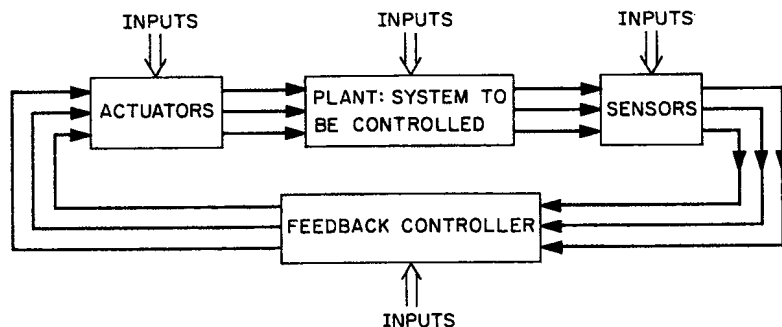 INPUTS
INPUTS
INPUTS
ACTUATORS
PLANT: SYSTEM TO
BE CONTROLLED
SENSORS
FEEDBACK CONTROLLER
INPUTS